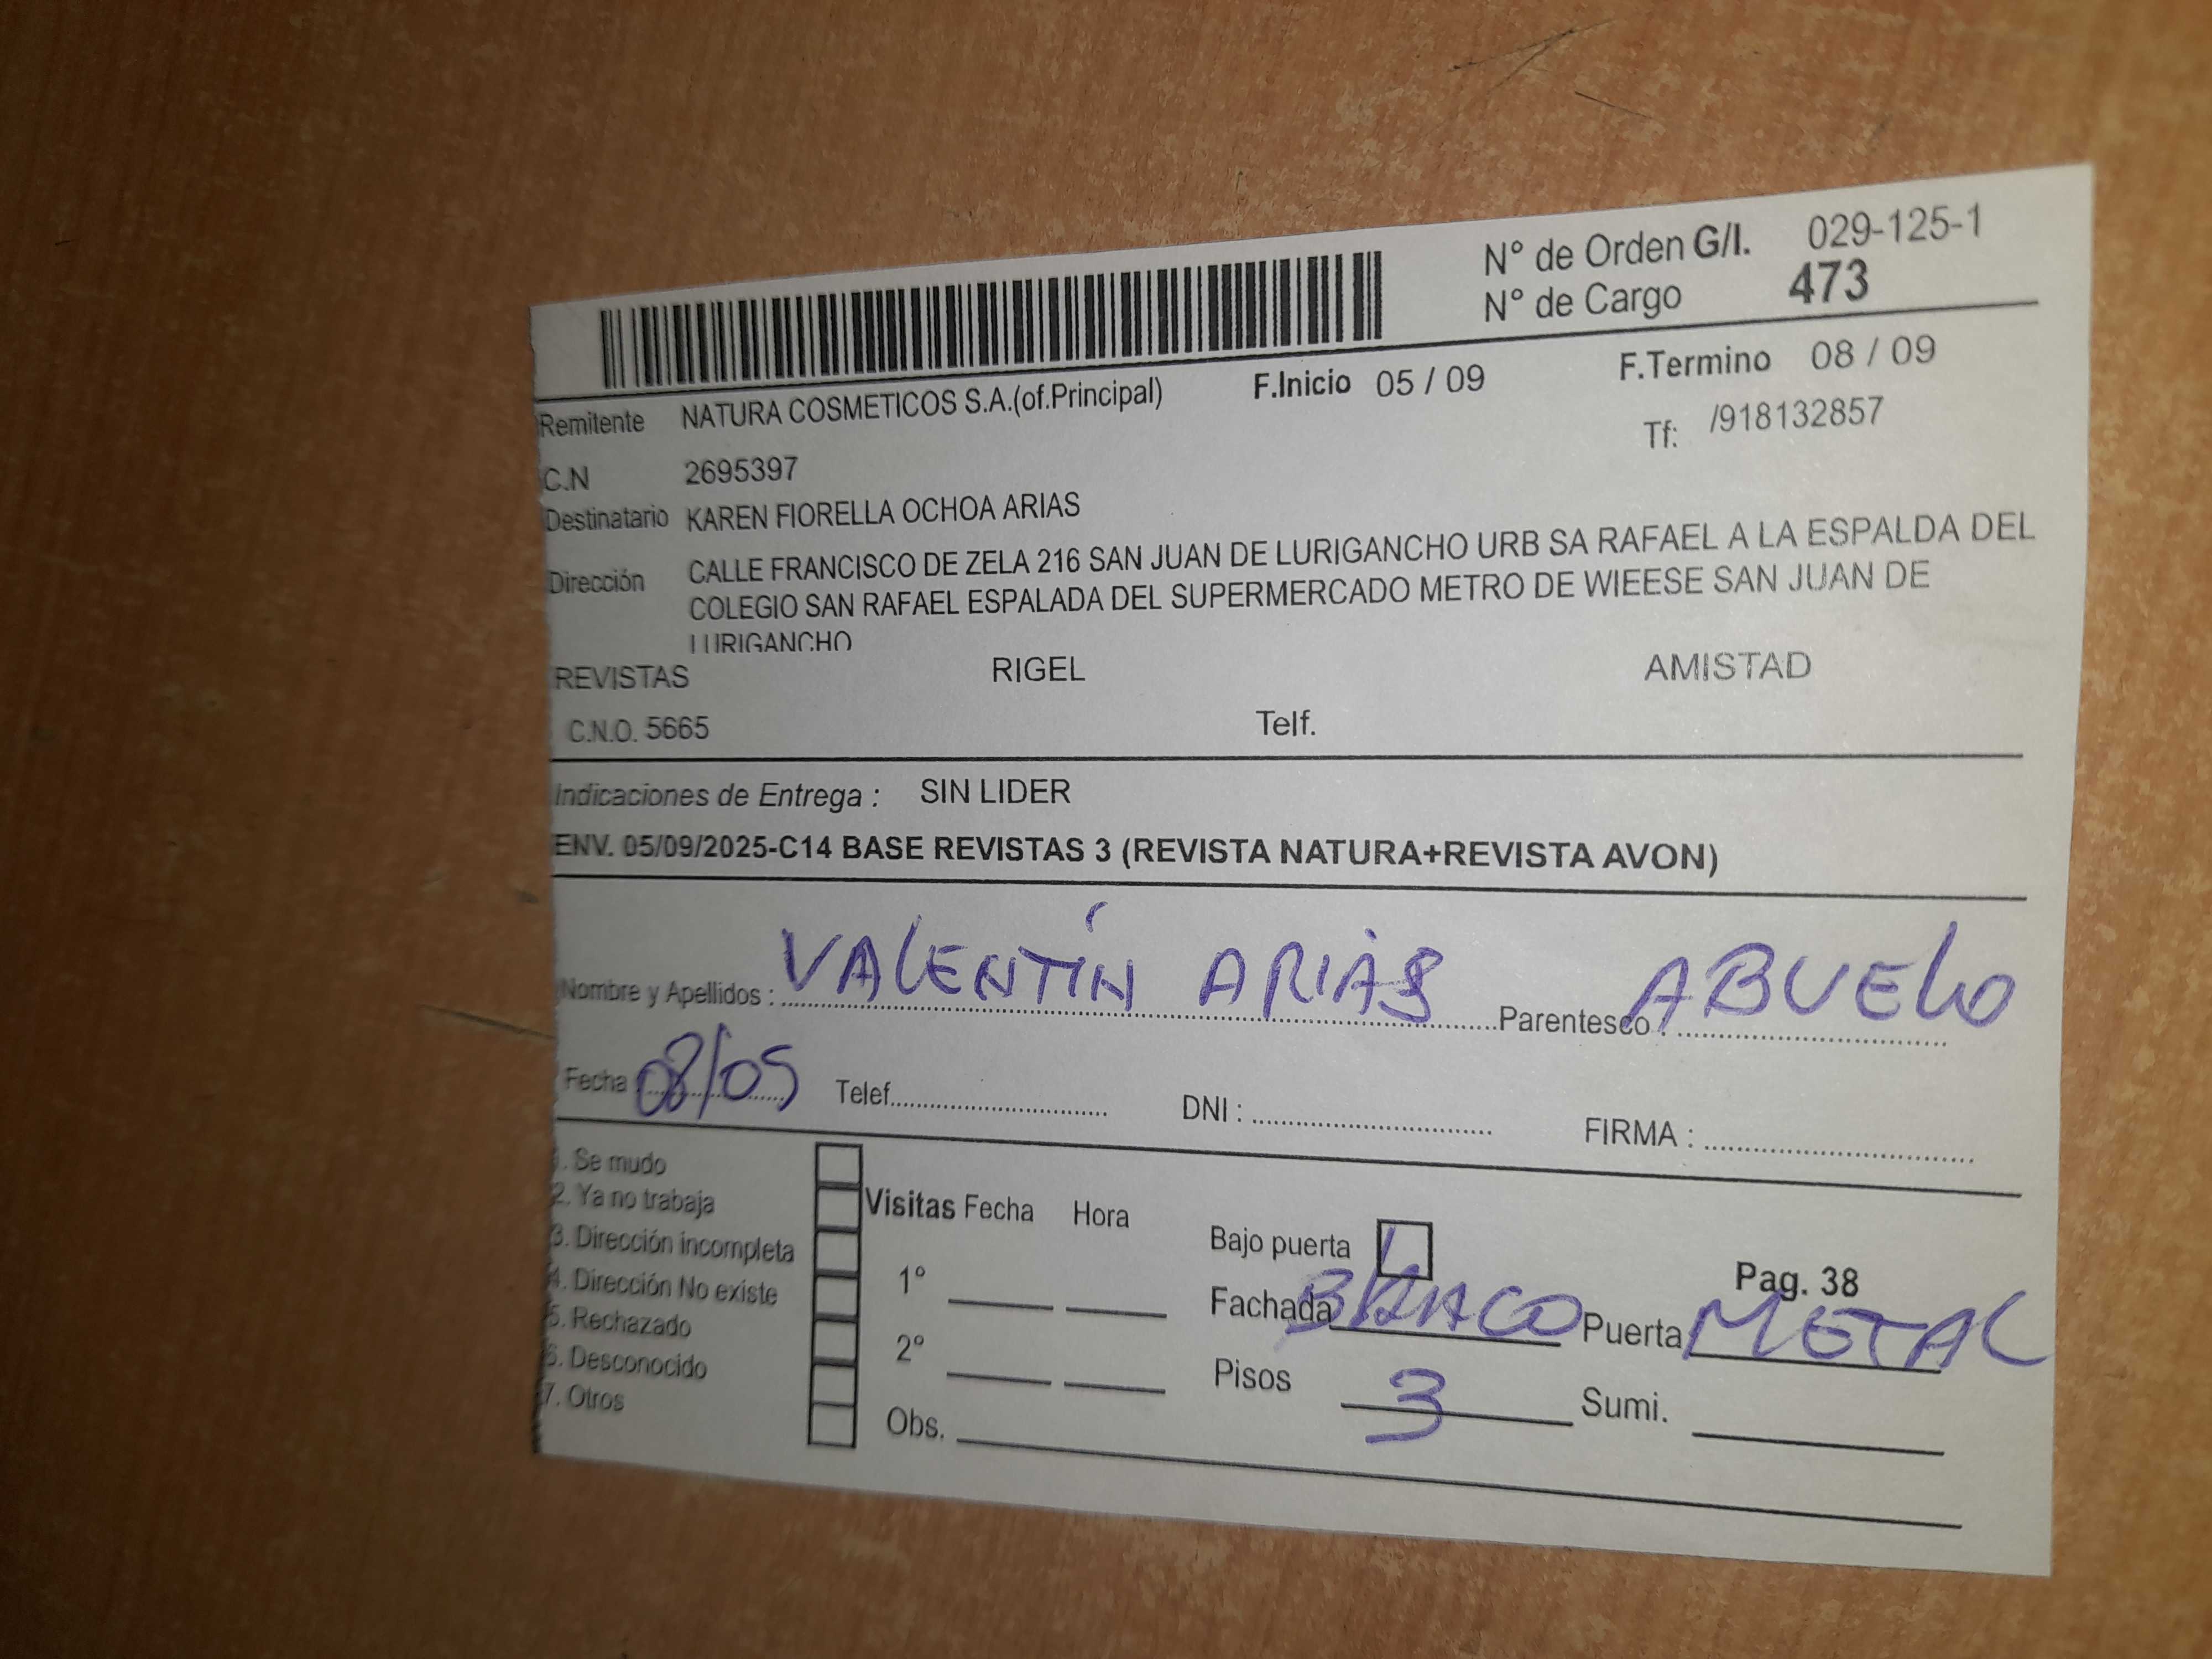 N° de Orden G/I. 029-125-1
N° de Cargo 473
Remitente NATURA COSMETICOS S.A.(of.Principal) F.Inicio 05 / 09 F.Termino 08 / 09
C.N 2695397 Tf: /918132857
Destinatario KAREN FIORELLA OCHOA ARIAS
Dirección CALLE FRANCISCO DE ZELA 216 SAN JUAN DE LURIGANCHO URB SA RAFAEL A LA ESPALDA DEL
COLEGIO SAN RAFAEL ESPALADA DEL SUPERMERCADO METRO DE WIEESE SAN JUAN DE
LURIGANCHO
REVISTAS RIGEL AMISTAD
C.N.O. 5665 Telf.
Indicaciones de Entrega : SIN LIDER
ENV. 05/09/2025-C14 BASE REVISTAS 3 (REVISTA NATURA+REVISTA AVON)
Nombre y Apellidos : VALENTÍN ARIAS Parentesco : ABUELO
Fecha : 08/05 Telef. DNI : FIRMA :
1. Se mudo
2. Ya no trabaja
3. Dirección incompleta
4. Dirección No existe
5. Rechazado
6. Desconocido
7. Otros
Visitas Fecha Hora
1°
2°
Obs.
Bajo puerta
Pag. 38
Fachada Puerta METAL
Pisos 3 Sumi.